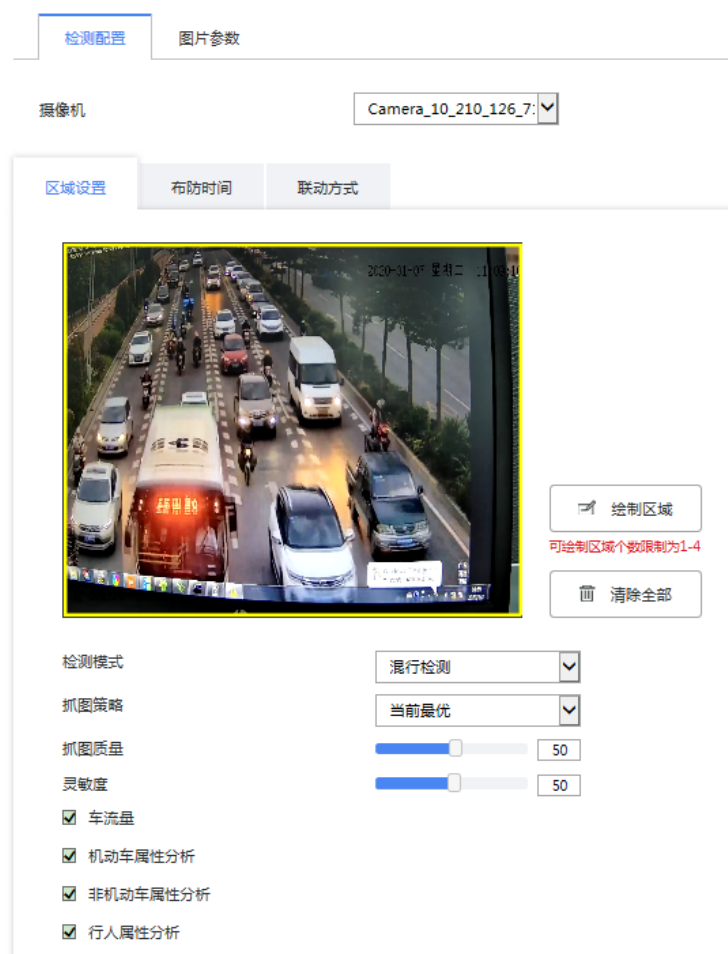 检测配置 图片参数
摄像机 Camera_10_210_126_7
区域设置 布防时间 联动方式
星期二
绘制区域
可绘制区域个数限制为1-4
清除全部
检测模式 混行检测
抓图策略 当前最优
抓图质量 50
灵敏度 50
车流量
机动车属性分析
非机动车属性分析
行人属性分析